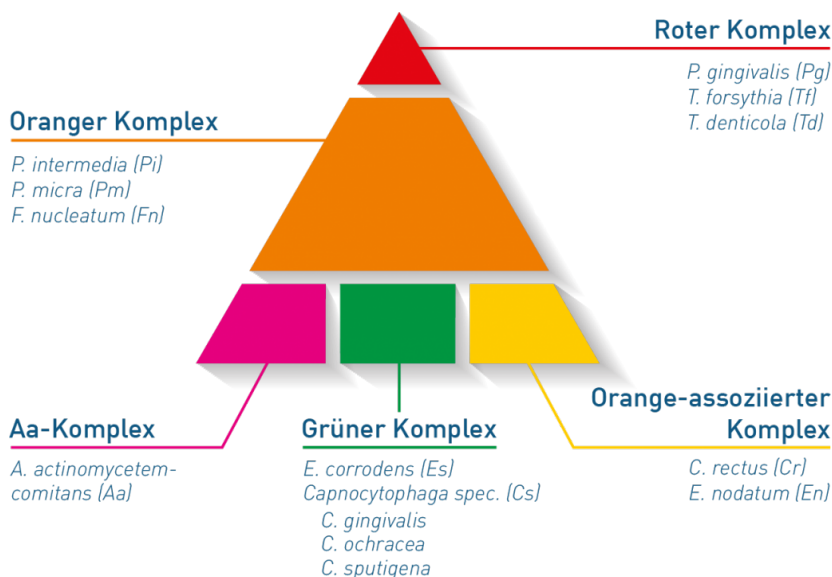 Roter Komplex
P. gingivalis (Pg)
T. forsythia (Tf)
T. denticola (Td)
Oranger Komplex
P. intermedia (Pi)
P. micra (Pm)
F. nucleatum (Fn)
Aa-Komplex
A. actinomycetem-
comitans (Aa)
Grüner Komplex
E. corrodens (Es)
Capnocytophaga spec. (Cs)
C. gingivalis
C. ochracea
C. sputigena
Orange-assoziierter
Komplex
C. rectus (Cr)
E. nodatum (En)